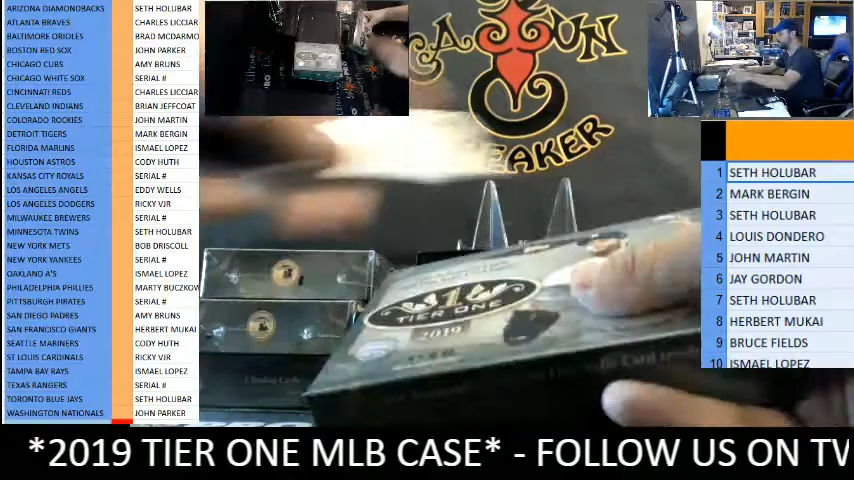 ARIZONA DIAMONDBACKS SETH HOLUBAR
ATLANTA BRAVES CHARLES LICCIAR
BALTIMORE ORIOLES BRAD MCDARMO
BOSTON RED SOX JOHN PARKER
CHICAGO CUBS AMY BRUNS
CHICAGO WHITE SOX SERIAL #
CINCINNATI REDS CHARLES LICCIAR
CLEVELAND INDIANS BRIAN JEFFCOAT
COLORADO ROCKIES JOHN MARTIN
DETROIT TIGERS MARK BERGIN
FLORIDA MARLINS ISMAEL LOPEZ
HOUSTON ASTROS CODY HUTH
KANSAS CITY ROYALS SERIAL #
LOS ANGELES ANGELS EDDY WELLS
LOS ANGELES DODGERS RICKY VJR
MILWAUKEE BREWERS SERIAL #
MINNESOTA TWINS SETH HOLUBAR
NEW YORK METS BOB DRISCOLL
NEW YORK YANKEES SERIAL #
OAKLAND A'S ISMAEL LOPEZ
PHILADELPHIA PHILLIES MARTY BUCZKOW
PITTSBURGH PIRATES SERIAL #
SAN DIEGO PADRES AMY BRUNS
SAN FRANCISCO GIANTS HERBERT MUKAI
SEATTLE MARINERS CODY HUTH
ST LOUIS CARDINALS RICKY VJR
TAMPA BAY RAYS ISMAEL LOPEZ
TEXAS RANGERS SERIAL #
TORONTO BLUE JAYS SETH HOLUBAR
WASHINGTON NATIONALS JOHN PARKER
GUN
EAKER
1
TIER ONE
2019
1 SETH HOLUBAR
2 MARK BERGIN
3 SETH HOLUBAR
4 LOUIS DONDERO
5 JOHN MARTIN
6 JAY GORDON
7 SETH HOLUBAR
8 HERBERT MUKAI
9 BRUCE FIELDS
10 ISMAEL LOPEZ
*2019 TIER ONE MLB CASE* - FOLLOW US ON TW